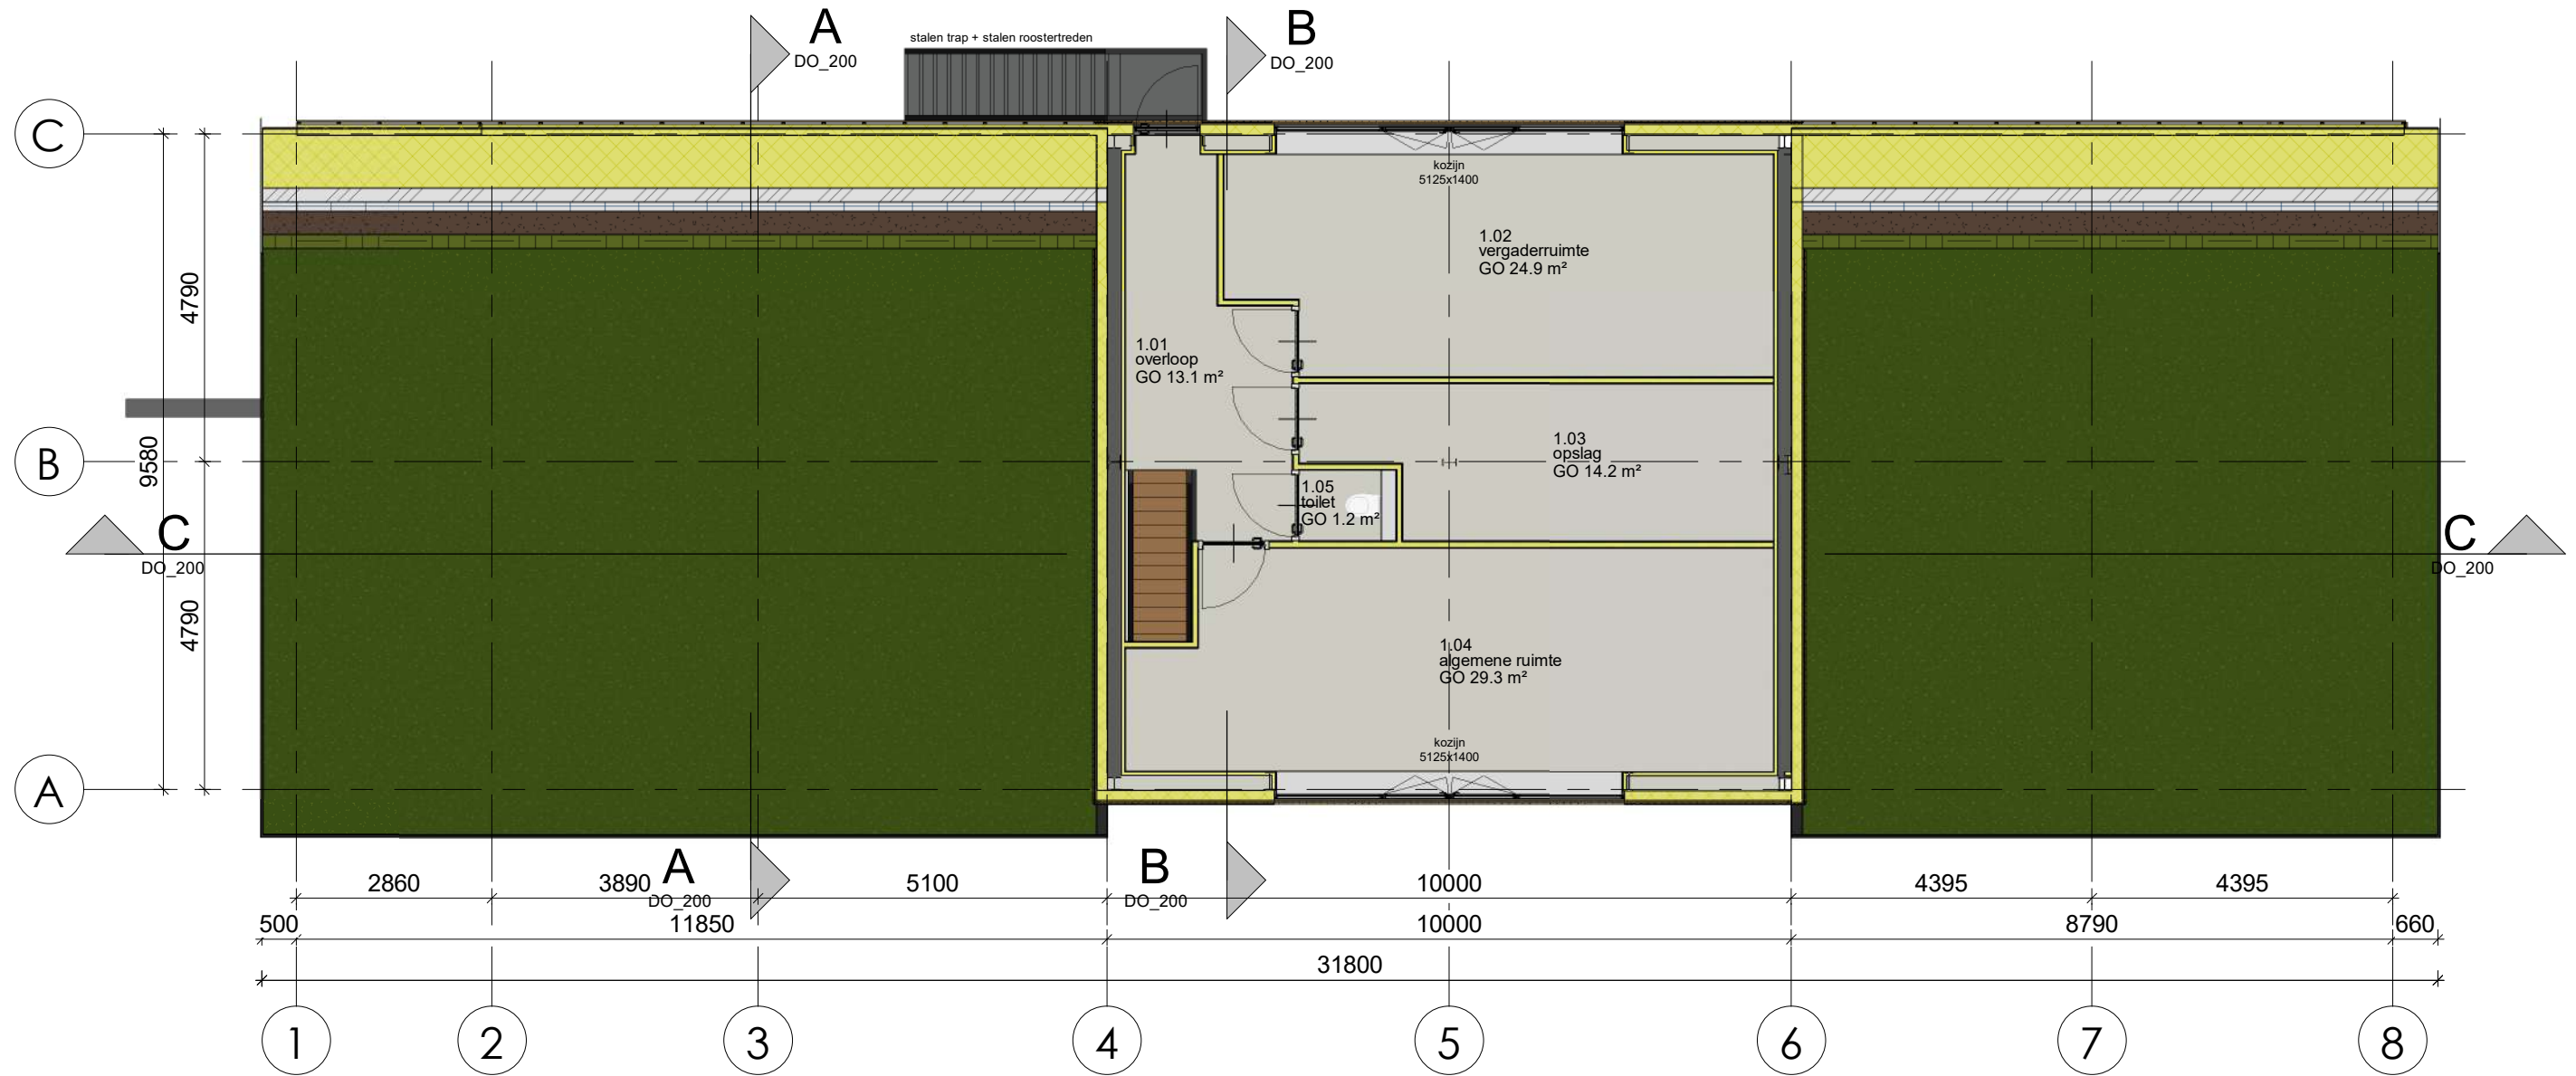 A
DO_200
stalen trap + stalen roostertreden
B
DO_200
C
kozijn
5125x1400
1.02
vergaderruimte
GO 24.9 m²
4790
1.01
overloop
GO 13.1 m²
B
9580
1.03
opslag
GO 14.2 m²
1.05
toilet
GO 1.2 m²
C
DO_200
C
DO_200
4790
1.04
algemene ruimte
GO 29.3 m²
kozijn
5125x1400
A
A
DO_200
B
DO_200
2860
3890
5100
10000
4395
4395
500
11850
10000
8790
660
31800
1
2
3
4
5
6
7
8